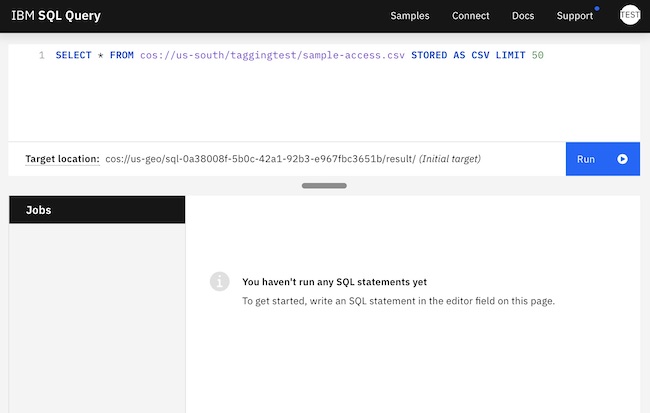 IBM SQL Query
Samples Connect Docs Support TEST
1 SELECT * FROM cos://us-south/taggingtest/sample-access.csv STORED AS CSV LIMIT 50
Target location: cos://us-geo/sql-0a38008f-5b0c-42a1-92b3-e967fbc3651b/result/ (Initial target)
Run
Jobs
You haven't run any SQL statements yet
To get started, write an SQL statement in the editor field on this page.